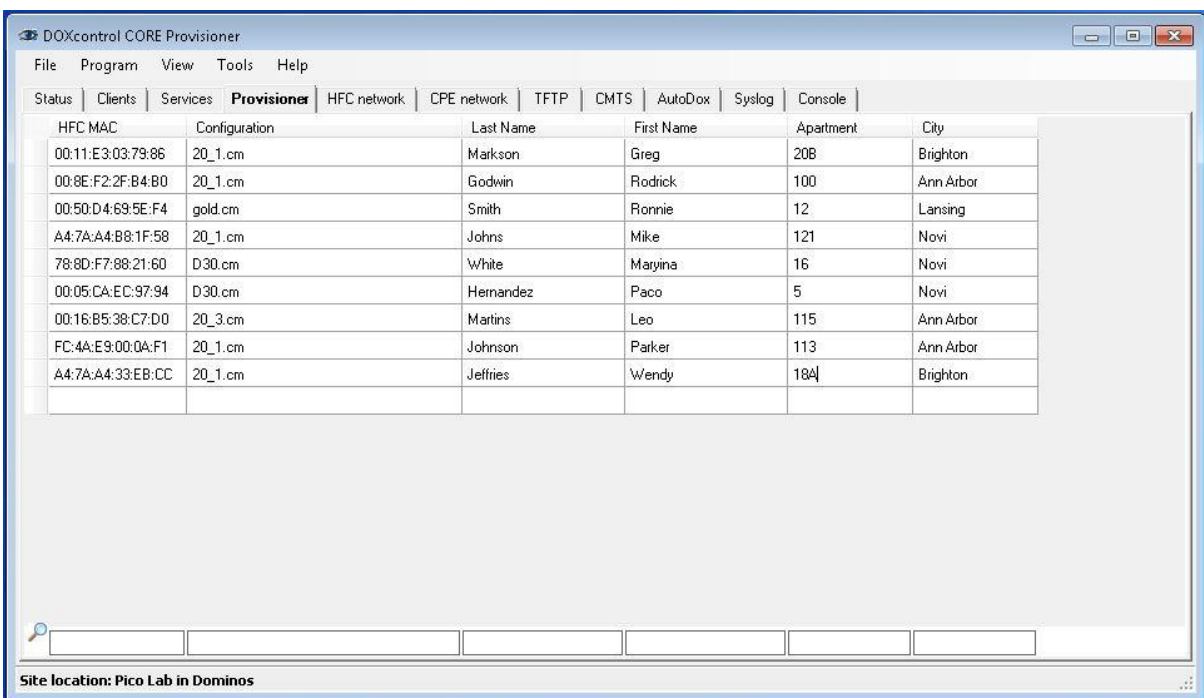 DOXcontrol CORE Provisioner
File Program View Tools Help
Status Clients Services Provisioner HFC network CPE network TFTP CMTS AutoDox Syslog Console
HFC MAC Configuration Last Name First Name Apartment City
00:11:E3:03:79:86 20_1.cm Markson Greg 20B Brighton
00:8E:F2:2F:B4:B0 20_1.cm Godwin Rodrick 100 Ann Arbor
00:50:D4:69:5E:F4 gold.cm Smith Ronnie 12 Lansing
A4:7A:A4:B8:1F:58 20_1.cm Johns Mike 121 Novi
78:8D:F7:88:21:60 D30.cm White Maryina 16 Novi
00:05:CA:EC:97:94 D30.cm Hernandez Paco 5 Novi
00:16:B5:38:C7:D0 20_3.cm Martins Leo 115 Ann Arbor
FC:4A:E9:00:0A:F1 20_1.cm Johnson Parker 113 Ann Arbor
A4:7A:A4:33:EB:CC 20_1.cm Jeffries Wendy 18A Brighton
Site location: Pico Lab in Dominos